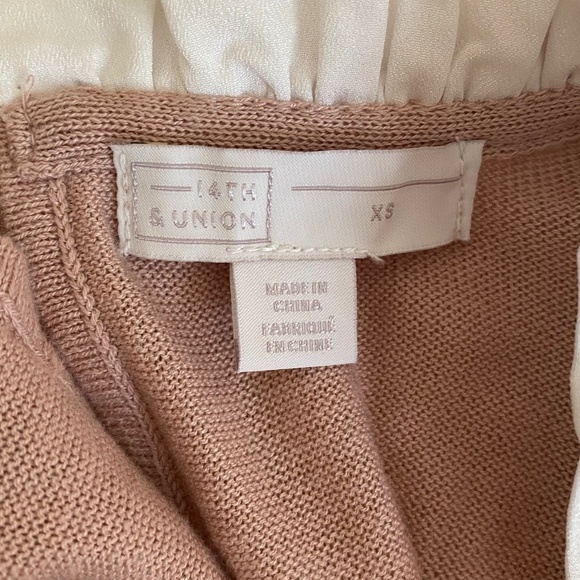 14TH
& UNION
XS
MADE IN
CHINA
FABRIQUÉ
EN CHINE